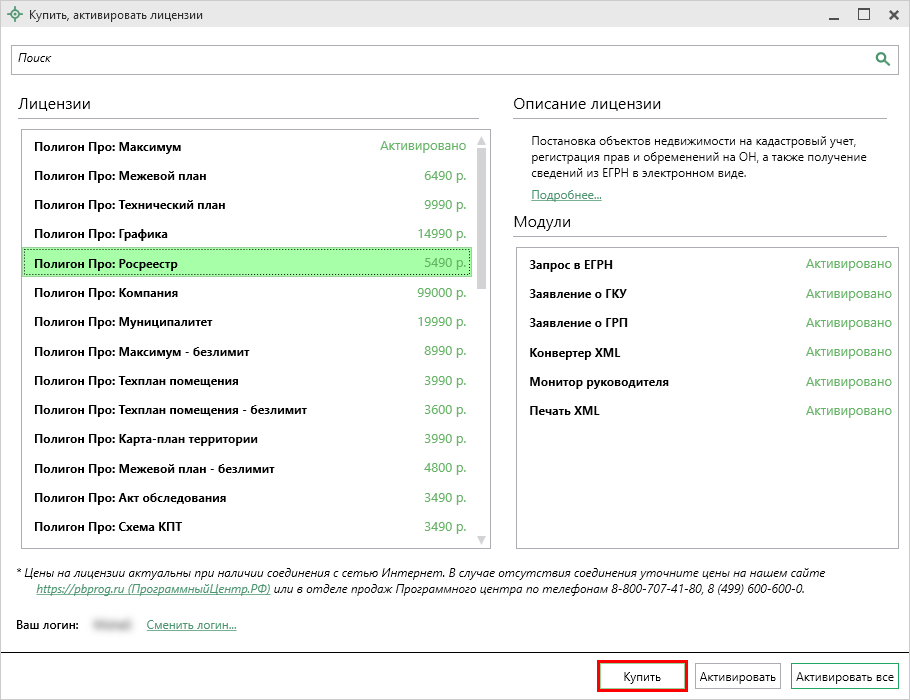 Купить, активировать лицензии
Поиск
Лицензии
Полигон Про: Максимум Активировано
Полигон Про: Межевой план 6490 р.
Полигон Про: Технический план 9990 р.
Полигон Про: Графика 14990 р.
Полигон Про: Росреестр 5490 р.
Полигон Про: Компания 99000 р.
Полигон Про: Муниципалитет 19990 р.
Полигон Про: Максимум - безлимит 8990 р.
Полигон Про: Техплан помещения 3990 р.
Полигон Про: Техплан помещения - безлимит 3600 р.
Полигон Про: Карта-план территории 3990 р.
Полигон Про: Межевой план - безлимит 4800 р.
Полигон Про: Акт обследования 3490 р.
Полигон Про: Схема КПТ 3490 р.
Описание лицензии
Постановка объектов недвижимости на кадастровый учет,
регистрация прав и обременений на ОН, а также получение
сведений из ЕГРН в электронном виде.
Подробнее...
Модули
Запрос в ЕГРН Активировано
Заявление о ГКУ Активировано
Заявление о ГРП Активировано
Конвертер XML Активировано
Монитор руководителя Активировано
Печать XML Активировано
* Цены на лицензии актуальны при наличии соединения с сетью Интернет. В случае отсутствия соединения уточните цены на нашем сайте
https://pbprog.ru (ПрограммныйЦентр.РФ) или в отделе продаж Программного центра по телефонам 8-800-707-41-80, 8 (499) 600-600-0.
Ваш логин: Сменить логин...
Купить Активировать Активировать все